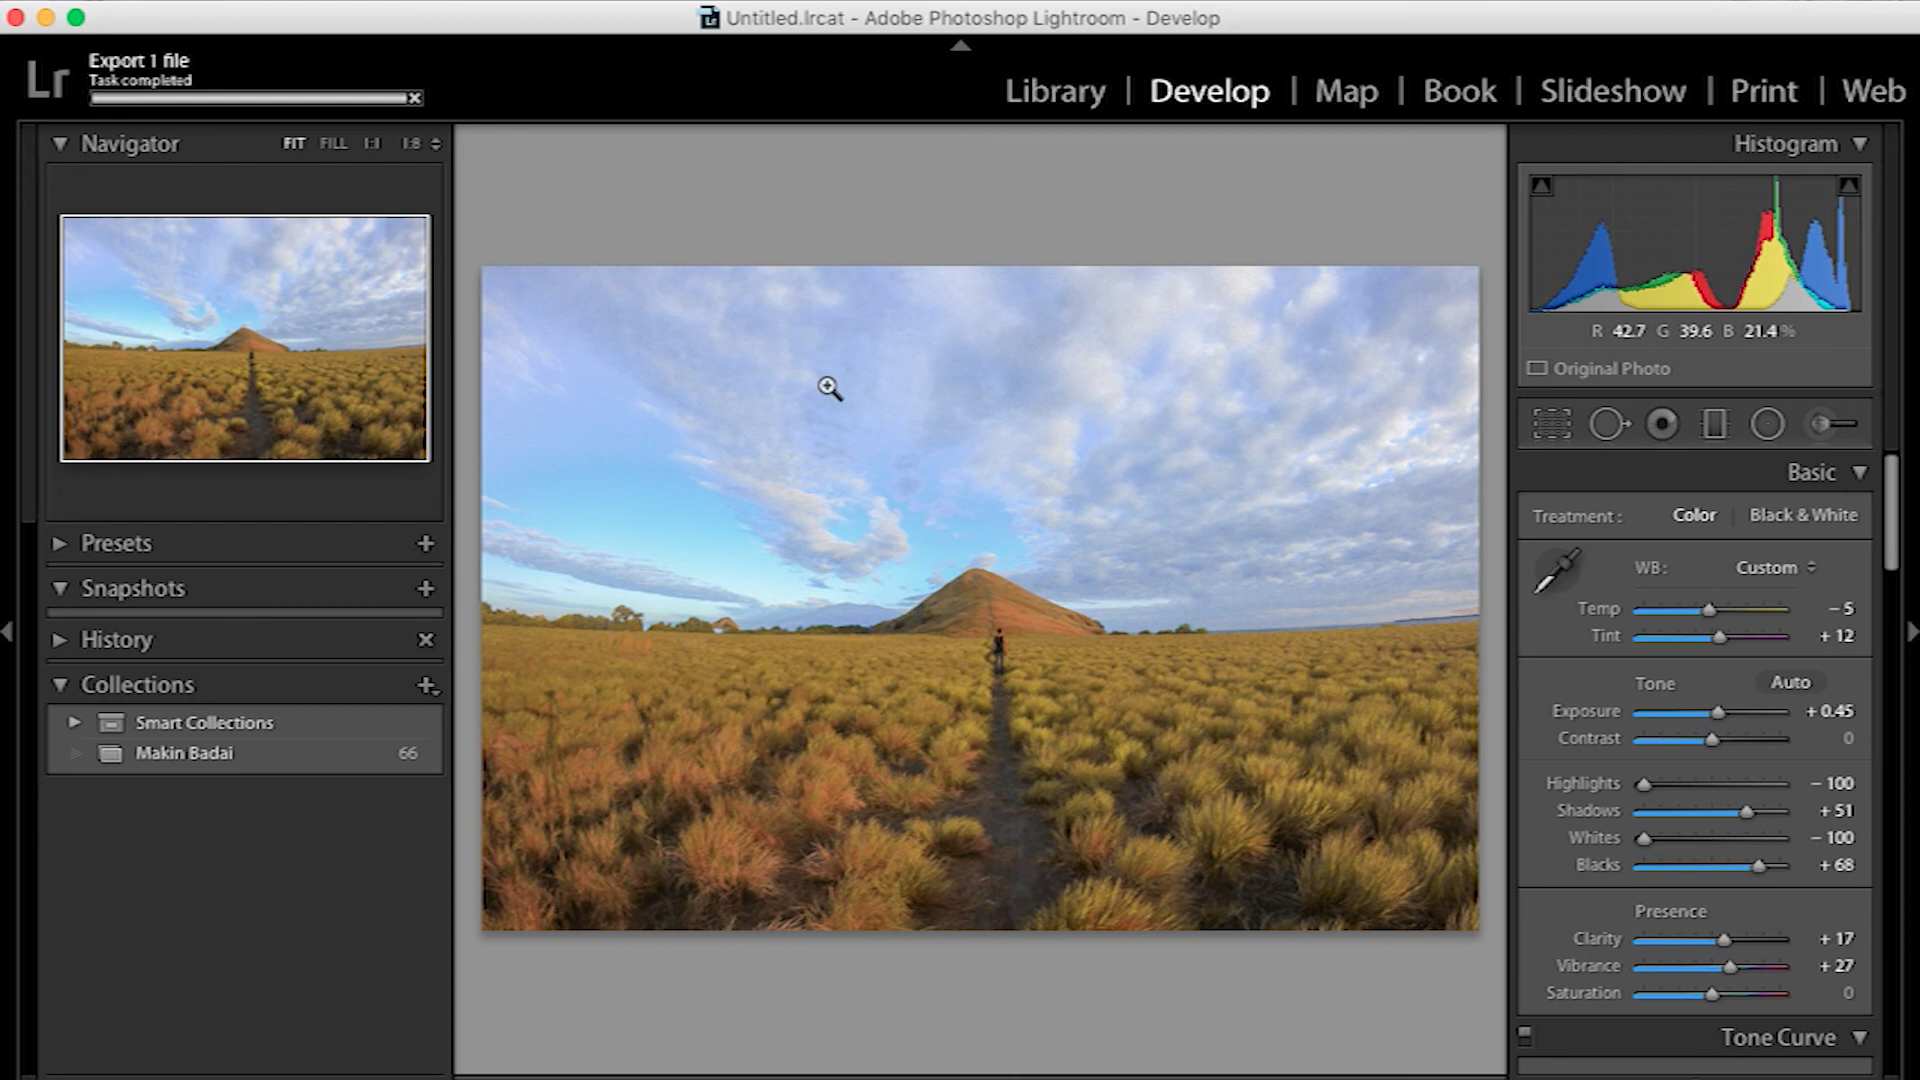 Untitled.lrcat - Adobe Photoshop Lightroom - Develop
Lr
Export 1 file
Task completed
Library | Develop | Map | Book | Slideshow | Print | Web
Navigator FIT FILL 1:1 1:8
Presets
Snapshots
History
Collections
Smart Collections
Makin Badai 66
Histogram
R 42.7 G 39.6 B 21.4 %
Original Photo
Basic
Treatment : Color | Black & White
WB: Custom
Temp - 5
Tint + 12
Tone Auto
Exposure + 0.45
Contrast 0
Highlights - 100
Shadows + 51
Whites - 100
Blacks + 68
Presence
Clarity + 17
Vibrance + 27
Saturation 0
Tone Curve